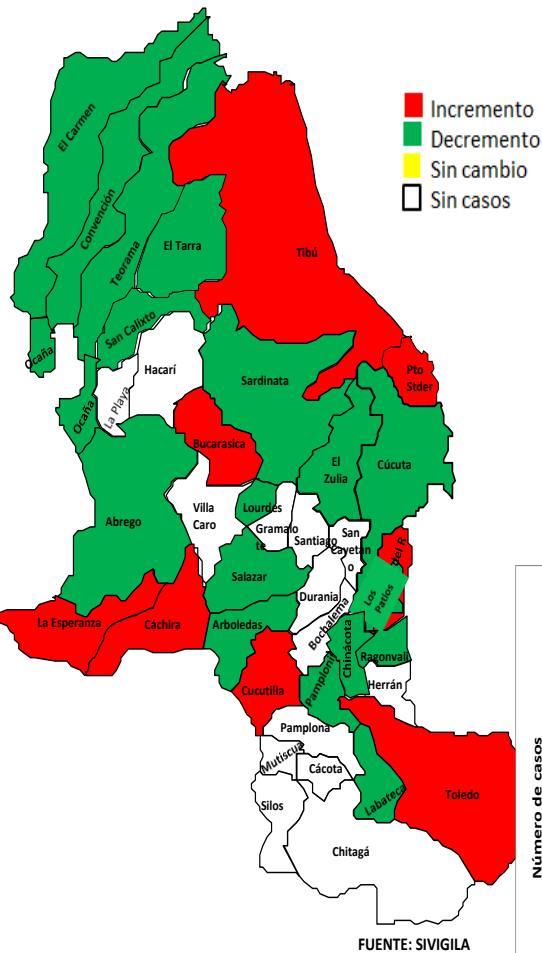 Incremento
Decremento
Sin cambio
Sin casos
El Carmen
Convención
Teorama
El Tarra
Tibú
San Calixto
Ocaña
Hacarí
La Playa
Ocaña
Sardinata
Pto
Stder
Bucarasica
El
Zulia
Cúcuta
Abrego
Villa
Caro
Lourdes
Gramalo
te
Santiago
San
Cayetan
o
del R
Los
Patios
Salazar
Durania
Bochalema
La Esperanza
Cáchira
Arboledas
Chinácota
Ragonvali
Herrán
Cucutilla
Pamplonit
Pamplona
Mutiscua
Cácota
Labateca
Toledo
Silos
Chitagá
Número de casos
FUENTE: SIVIGILA